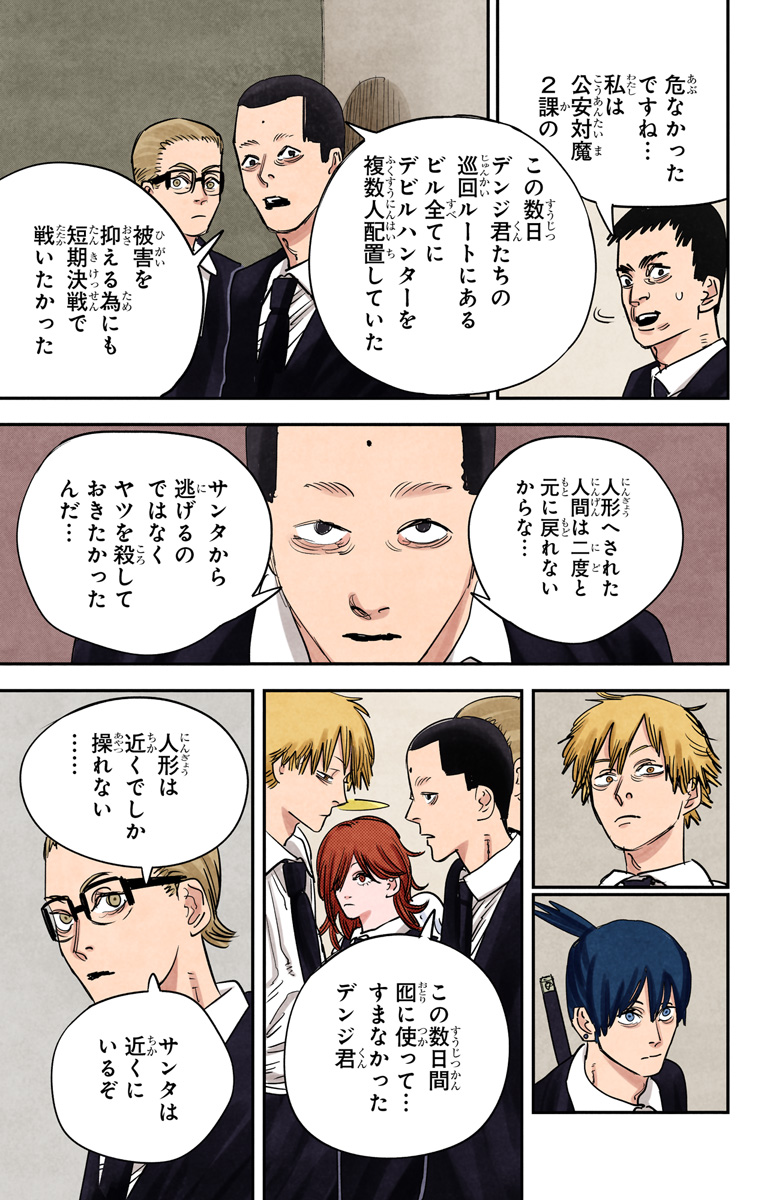 危なかった
ですね…
私は
公安対魔
2課の
この数日
デンジ君たちの
巡回ルートにある
ビル全てに
デビルハンターを
複数人配置していた
被害を
抑える為にも
短期決戦で
戦いたかった
人形へされた
人間は二度と
元に戻れない
からな…
サンタから
逃げるの
ではなく
ヤツを殺して
おきたかった
んだ…
この数日間
囮に使って…
すまなかった
デンジ君
人形は
近くでしか
操れない
……
サンタは
近くに
いるぞ